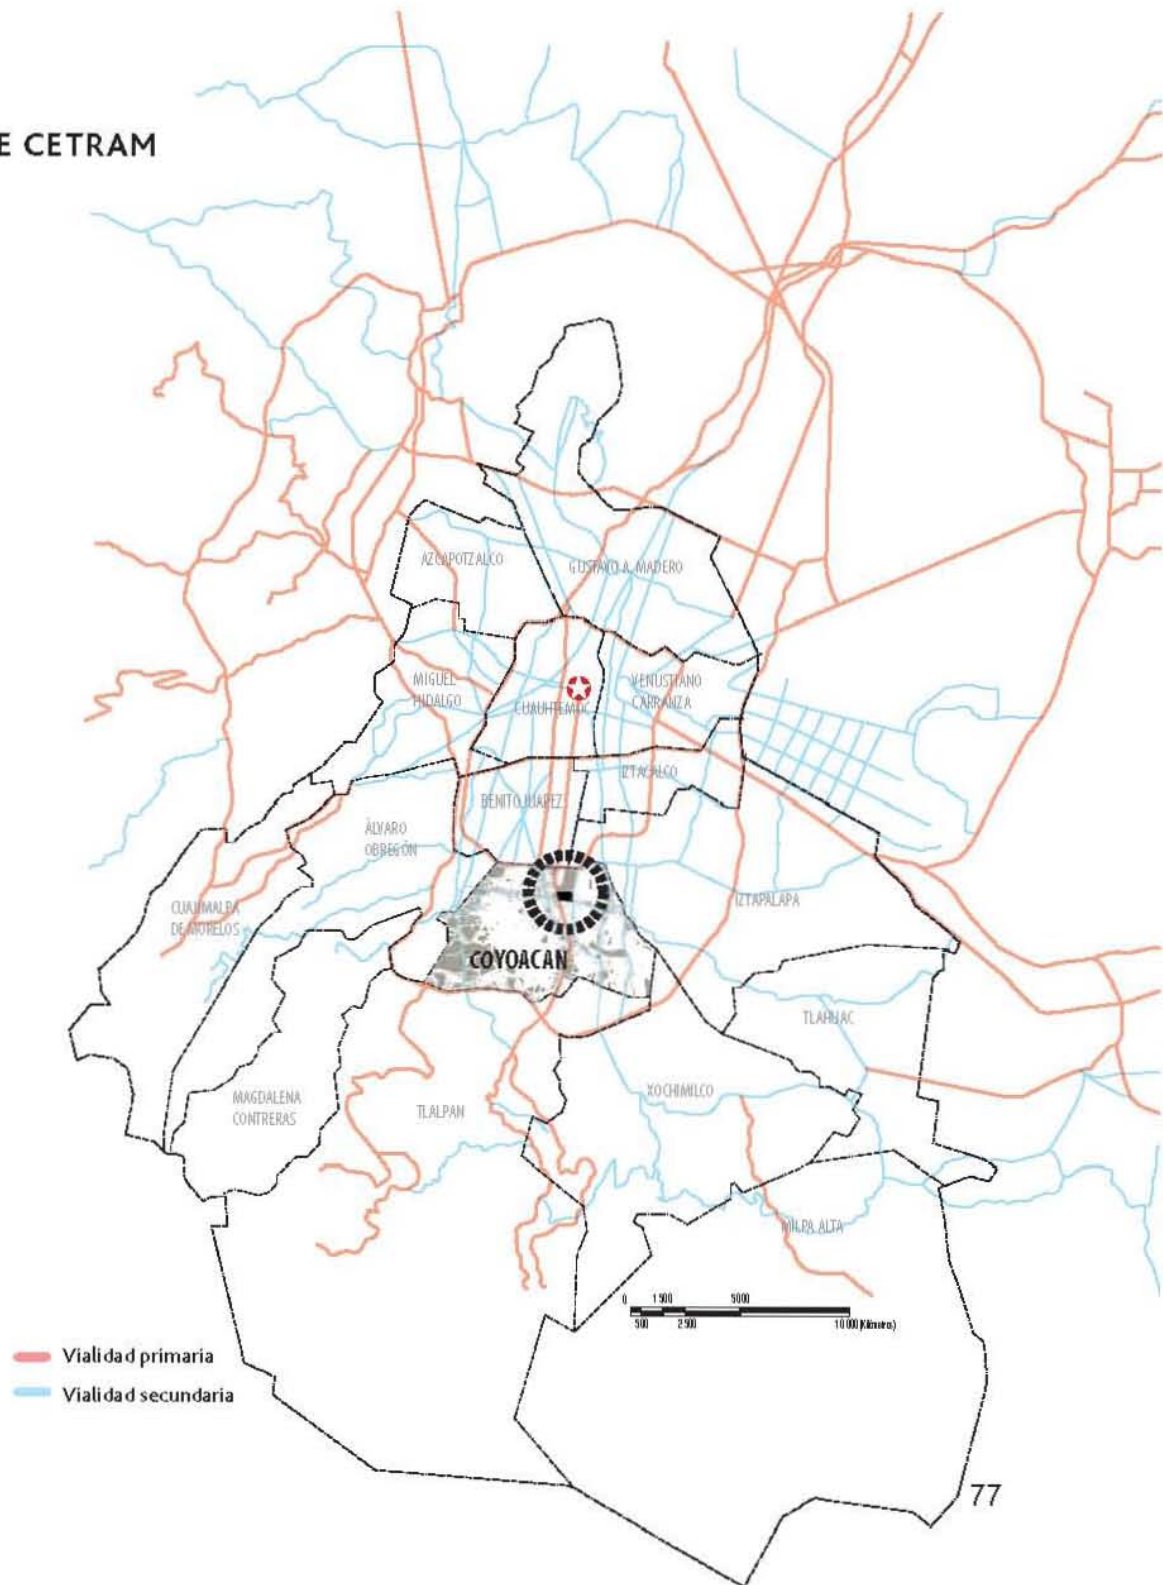 E CETRAM
AZCAPOTZALCO
GUSTAVO A. MADERO
MIGUEL
HIDALGO
CUAUHTEMOC
VENUSTIANO
CARRANZA
IZTACALCO
BENITO JUAREZ
ÁLVARO
OBREGÓN
CUAJIMALPA
DE MORELOS
IZTAPALAPA
COYOACAN
TLAHUAC
MAGDALENA
CONTRERAS
TLALPAN
XOCHIMILCO
MILPA ALTA
0 1 500 5000
500 2 500 10 000 (Kilómetros)
Vialidad primaria
Vialidad secundaria
77